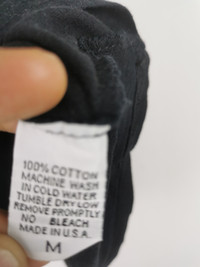 100% COTTON
MACHINE WASH
IN COLD WATER
TUMBLE DRY LOW
REMOVE PROMPTLY
NO BLEACH
MADE IN U.S.A.
M